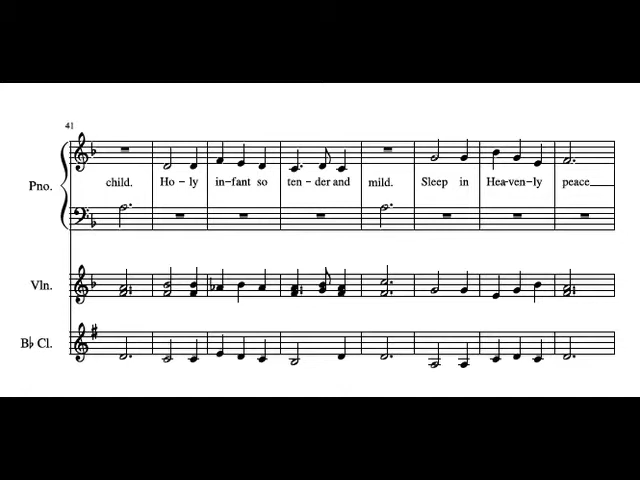 41
Pno.
child. Ho - ly in - fant so ten - der and mild. Sleep in Hea - ven - ly peace
Vln.
B♭ Cl.